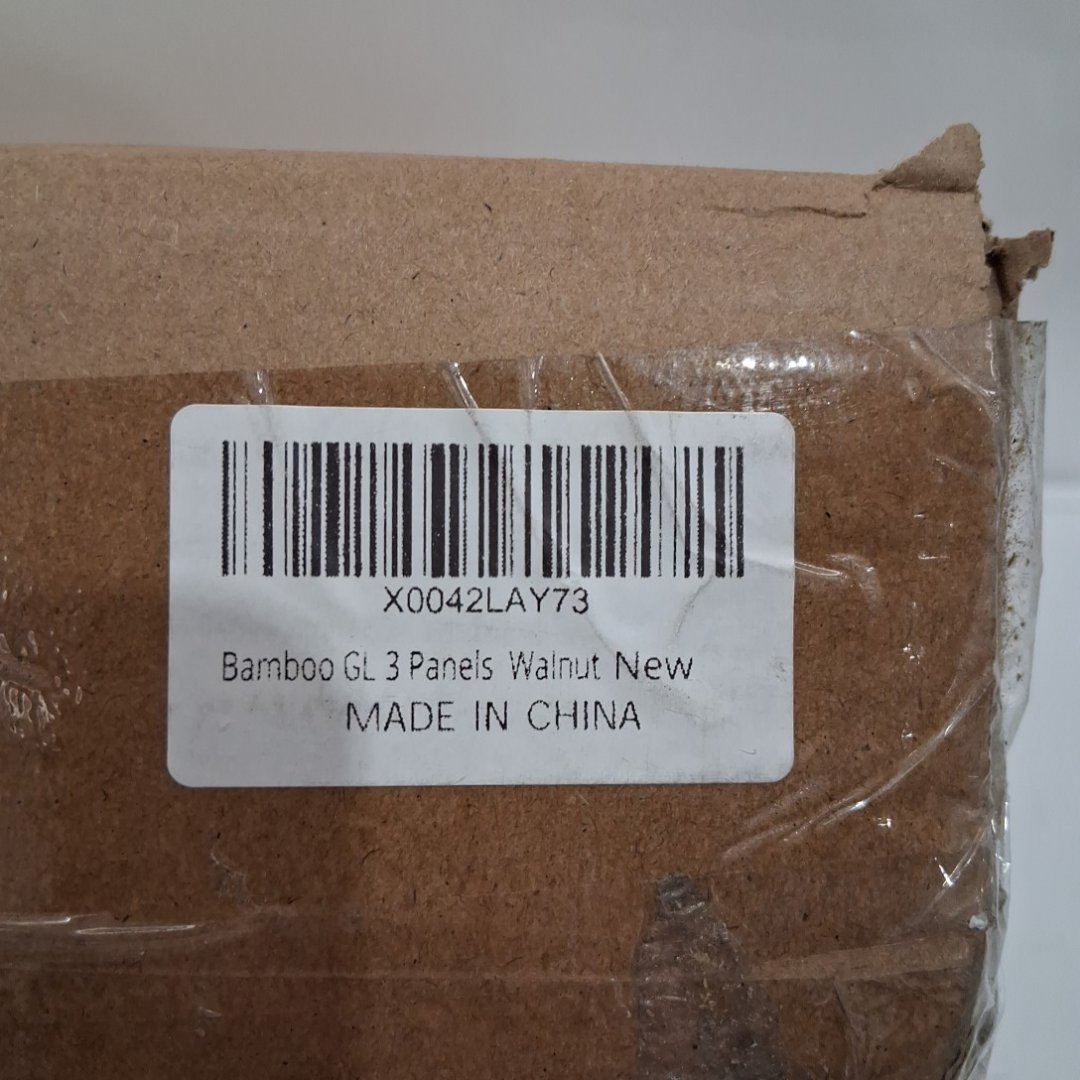 X0042LAY73
Bamboo GL 3 Panels Walnut New
MADE IN CHINA